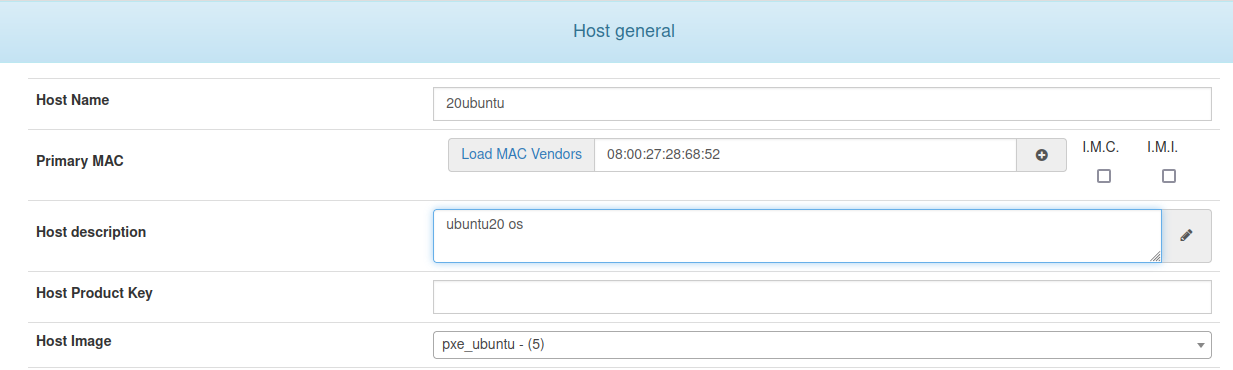 Host general
Host Name
20ubuntu
Primary MAC
Load MAC Vendors
08:00:27:28:68:52
I.M.C.
I.M.I.
Host description
ubuntu20 os
Host Product Key
Host Image
pxe_ubuntu - (5)